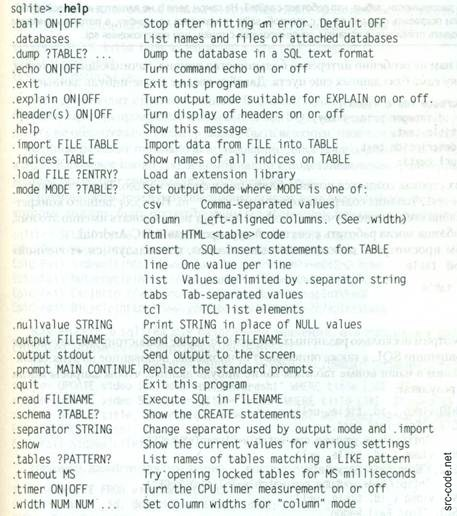 sqlite> .help
.bail ON|OFF Stop after hitting an error. Default OFF
.databases List names and files of attached databases
.dump ?TABLE? ... Dump the database in a SQL text format
.echo ON|OFF Turn command echo on or off
.exit Exit this program
.explain ON|OFF Turn output mode suitable for EXPLAIN on or off.
.header(s) ON|OFF Turn display of headers on or off
.help Show this message
.import FILE TABLE Import data from FILE into TABLE
.indices TABLE Show names of all indices on TABLE
.load FILE ?ENTRY? Load an extension library
.mode MODE ?TABLE? Set output mode where MODE is one of:
csv Comma-separated values
column Left-aligned columns. (See .width)
html HTML <table> code
insert SQL insert statements for TABLE
line One value per line
list Values delimited by .separator string
tabs Tab-separated values
tcl TCL list elements
.nullvalue STRING Print STRING in place of NULL values
.output FILENAME Send output to FILENAME
.output stdout Send output to the screen
.prompt MAIN CONTINUE Replace the standard prompts
.quit Exit this program
.read FILENAME Execute SQL in FILENAME
.schema ?TABLE? Show the CREATE statements
.separator STRING Change separator used by output mode and .import
.show Show the current values for various settings
.tables ?PATTERN? List names of tables matching a LIKE pattern
.timeout MS Try opening locked tables for MS milliseconds
.timer ON|OFF Turn the CPU timer measurement on or off
.width NUM NUM ... Set column widths for "column" mode
src-code.net